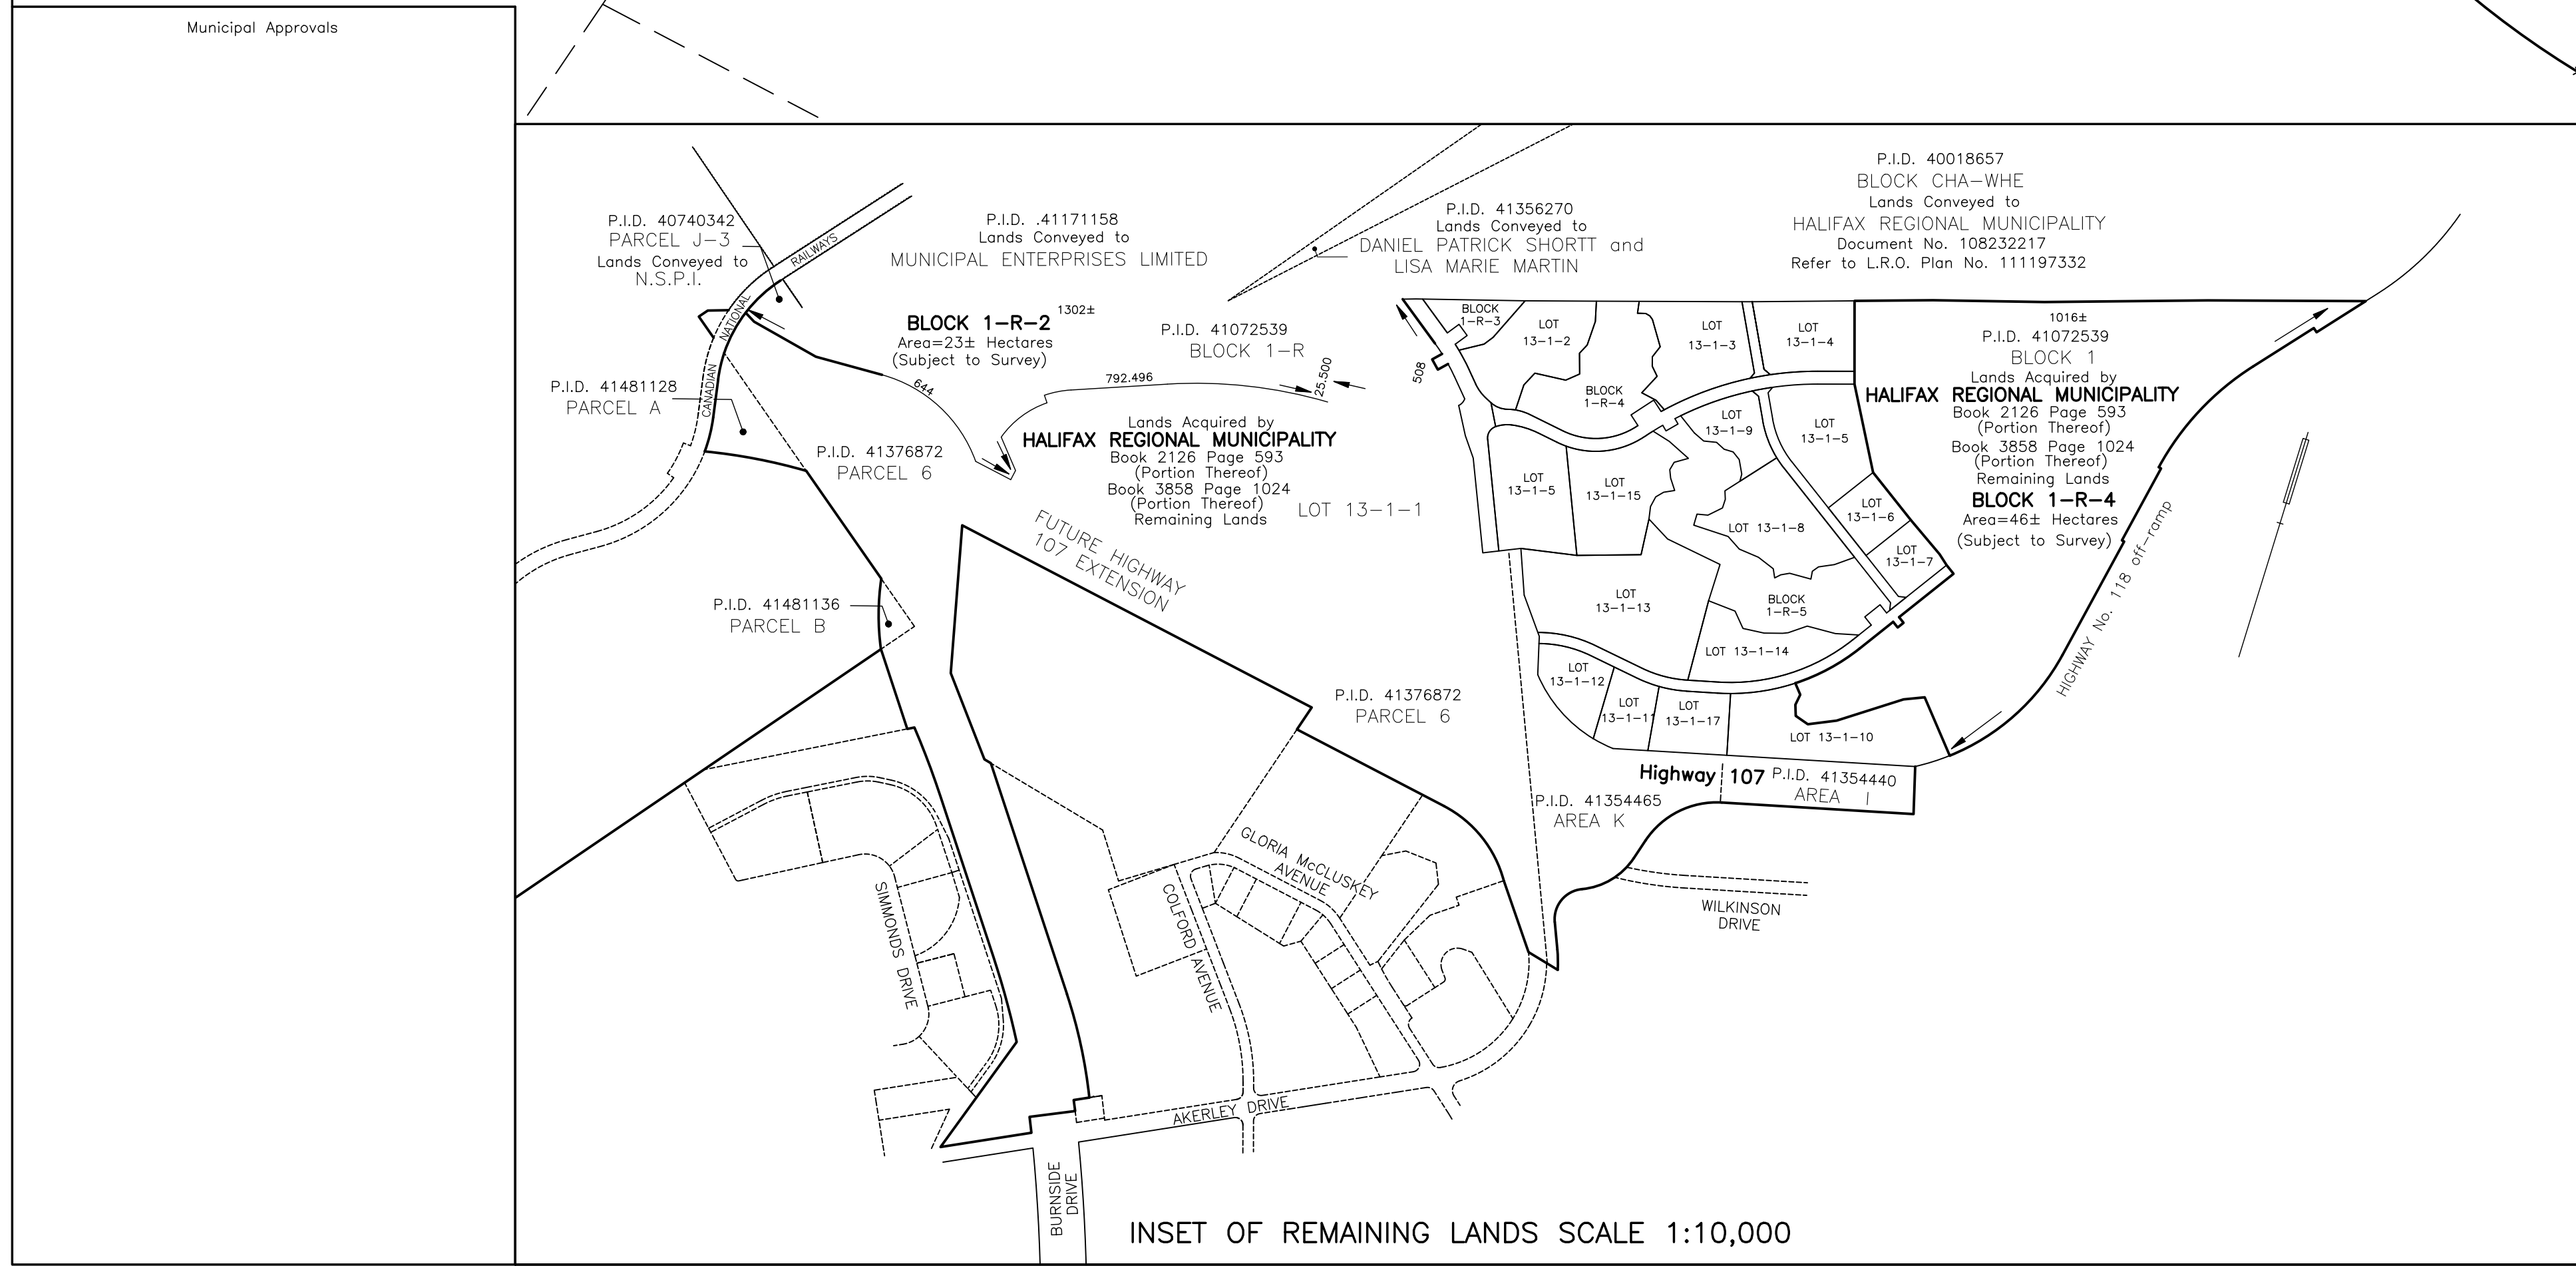 Municipal Approvals
P.I.D. 40740342
PARCEL J-3
Lands Conveyed to
N.S.P.I.
CANADIAN
NATIONAL
RAILWAYS
P.I.D. .41171158
Lands Conveyed to
MUNICIPAL ENTERPRISES LIMITED
BLOCK 1-R-2
Area=23± Hectares
(Subject to Survey)
1302±
P.I.D. 41072539
BLOCK 1-R
644
792.496
25.500
508
P.I.D. 41356270
Lands Conveyed to
DANIEL PATRICK SHORTT and
LISA MARIE MARTIN
P.I.D. 40018657
BLOCK CHA-WHE
Lands Conveyed to
HALIFAX REGIONAL MUNICIPALITY
Document No. 108232217
Refer to L.R.O. Plan No. 111197332
P.I.D. 41481128
PARCEL A
P.I.D. 41376872
PARCEL 6
Lands Acquired by
HALIFAX REGIONAL MUNICIPALITY
Book 2126 Page 593
(Portion Thereof)
Book 3858 Page 1024
(Portion Thereof)
Remaining Lands
LOT 13-1-1
BLOCK
1-R-3
LOT
13-1-2
LOT
13-1-3
LOT
13-1-4
BLOCK
1-R-4
LOT
13-1-9
LOT
13-1-5
LOT
13-1-5
LOT
13-1-15
LOT 13-1-8
LOT
13-1-6
LOT
13-1-7
LOT
13-1-13
BLOCK
1-R-5
LOT 13-1-14
LOT
13-1-12
LOT
13-1-11
LOT
13-1-17
LOT 13-1-10
1016±
P.I.D. 41072539
BLOCK 1
Lands Acquired by
HALIFAX REGIONAL MUNICIPALITY
Book 2126 Page 593
(Portion Thereof)
Book 3858 Page 1024
(Portion Thereof)
Remaining Lands
BLOCK 1-R-4
Area=46± Hectares
(Subject to Survey)
HIGHWAY No. 118 off-ramp
FUTURE HIGHWAY
107 EXTENSION
P.I.D. 41481136
PARCEL B
P.I.D. 41376872
PARCEL 6
Highway 107
P.I.D. 41354440
AREA I
P.I.D. 41354465
AREA K
SIMMONDS DRIVE
COLFORD AVENUE
GLORIA McCLUSKEY
AVENUE
WILKINSON
DRIVE
AKERLEY DRIVE
BURNSIDE
DRIVE
INSET OF REMAINING LANDS SCALE 1:10,000